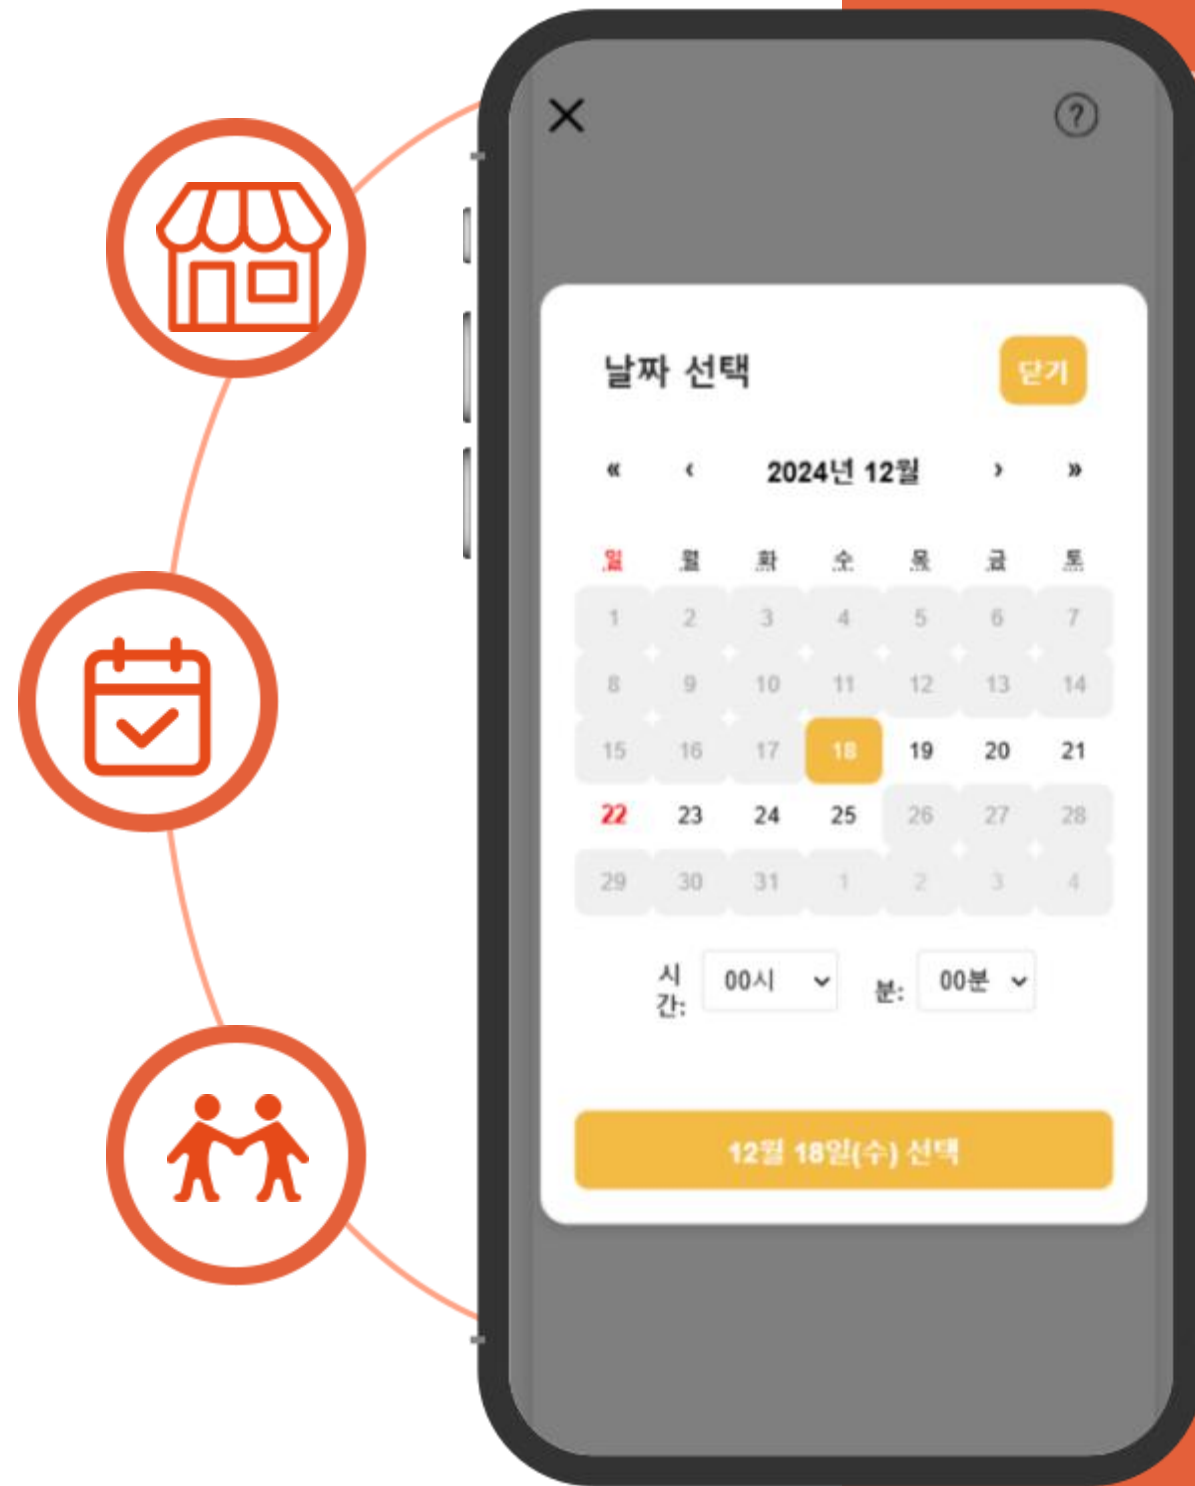 ?
날짜 선택 닫기
« ‹ 2024년 12월 › »
일 월 화 수 목 금 토
1 2 3 4 5 6 7
8 9 10 11 12 13 14
15 16 17 18 19 20 21
22 23 24 25 26 27 28
29 30 31 1 2 3 4
시간: 00시 분: 00분
12월 18일(수) 선택